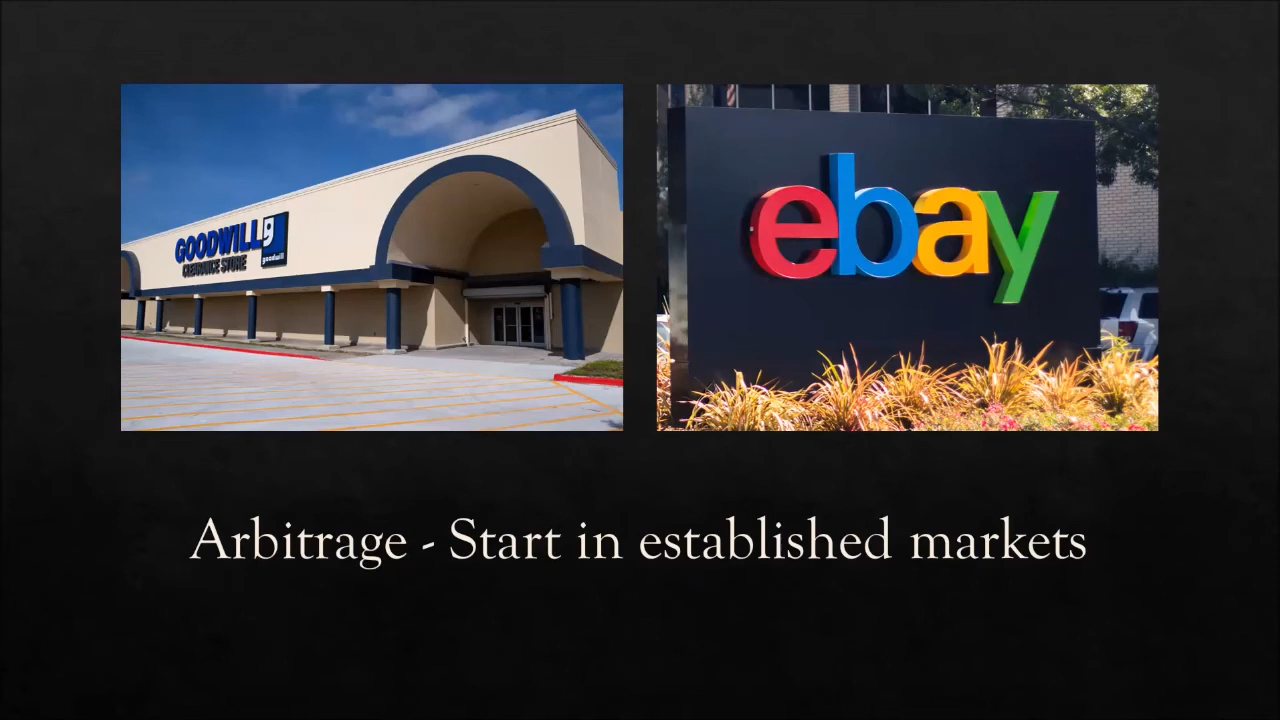 GOODWILL
CLEARANCE STORE
g
goodwill
ebay
Arbitrage - Start in established markets